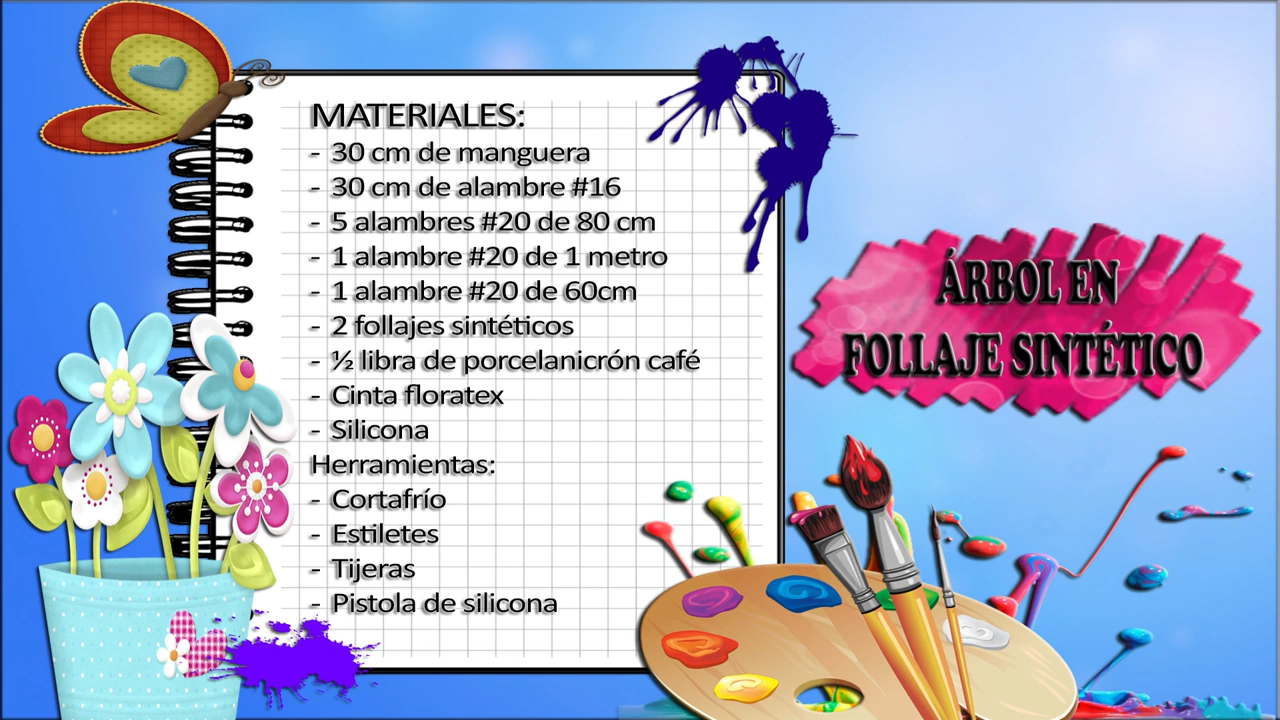 MATERIALES:
- 30 cm de manguera
- 30 cm de alambre #16
- 5 alambres #20 de 80 cm
- 1 alambre #20 de 1 metro
- 1 alambre #20 de 60cm
- 2 follajes sintéticos
- ½ libra de porcelanicrón café
- Cinta floratex
- Silicona
Herramientas:
- Cortafrío
- Estiletes
- Tijeras
- Pistola de silicona
ÁRBOL EN
FOLLAJE SINTÉTICO